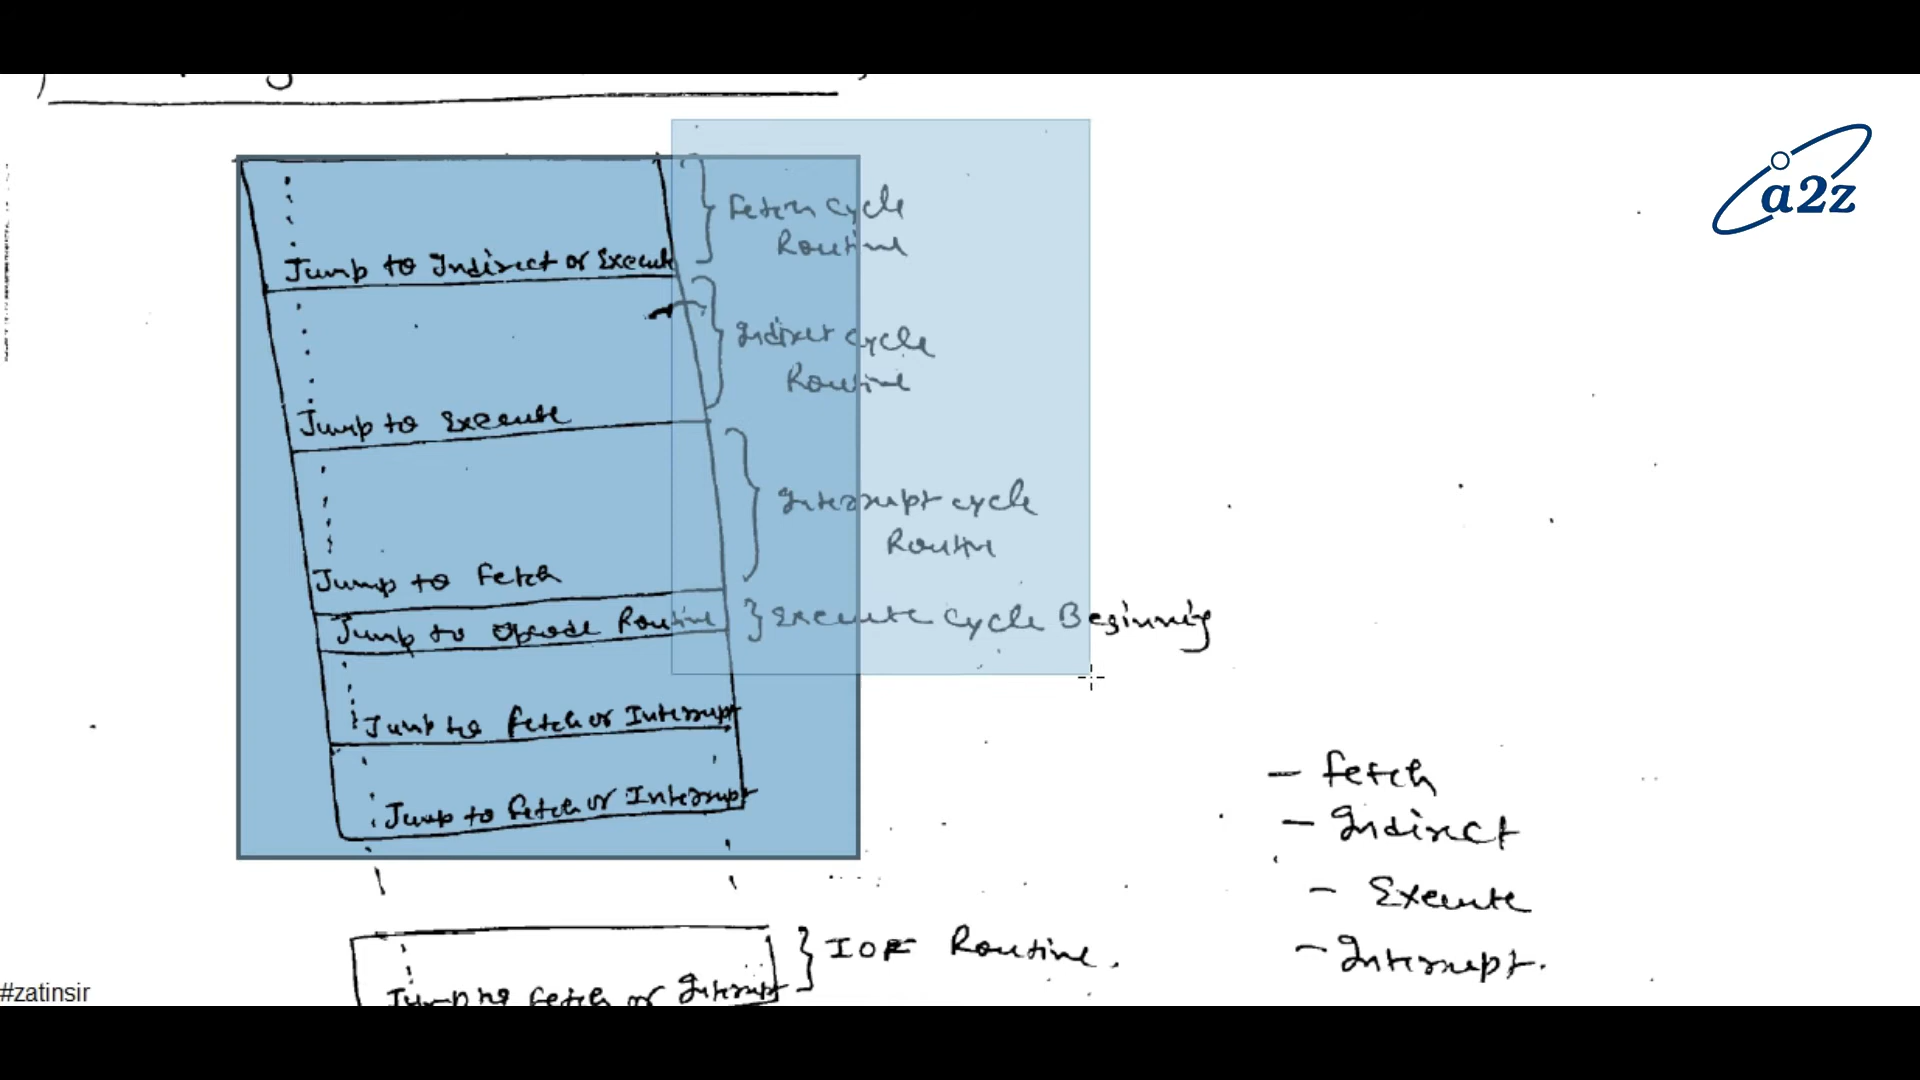 a2z
Fetch cycle
Routine
Jump to Indirect or Execute
Indirect cycle
Routine
Jump to Execute
Interrupt cycle
Routine
Jump to Fetch
Jump to Opcode Routine
Execute cycle Beginning
Jump to fetch or Interrupt
Jump to fetch or Interrupt
- fetch
- Indirect
- Execute
- Interrupt.
IOF Routine.
Jump to fetch or Interrupt
#zatinsir